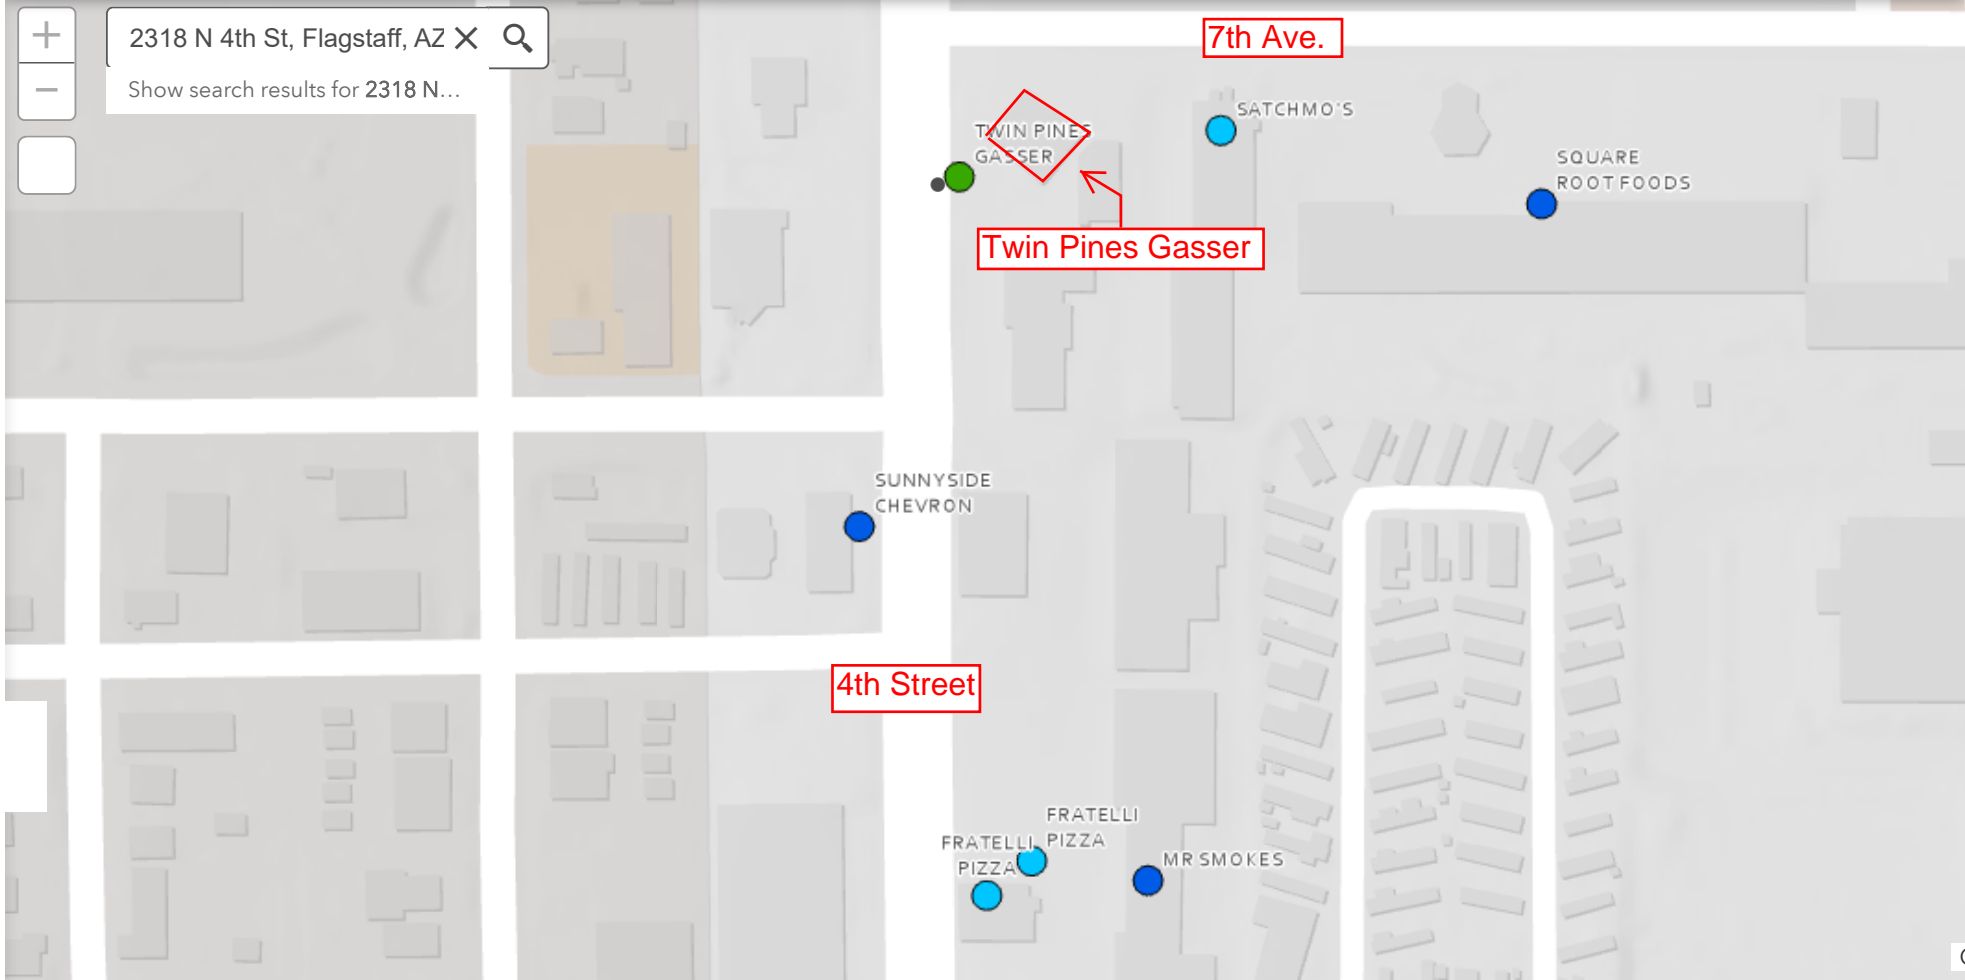 2318 N 4th St, Flagstaff, AZ
Show search results for 2318 N...
7th Ave.
SATCHMO'S
TWIN PINES
GASSER
SQUARE
ROOT FOODS
Twin Pines Gasser
SUNNYSIDE
CHEVRON
4th Street
FRATELLI
PIZZA
FRATELLI
PIZZA
MR SMOKES